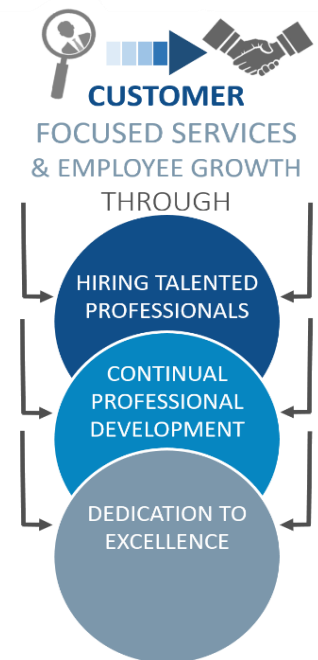 CUSTOMER
FOCUSED SERVICES
& EMPLOYEE GROWTH
THROUGH
HIRING TALENTED
PROFESSIONALS
CONTINUAL
PROFESSIONAL
DEVELOPMENT
DEDICATION TO
EXCELLENCE